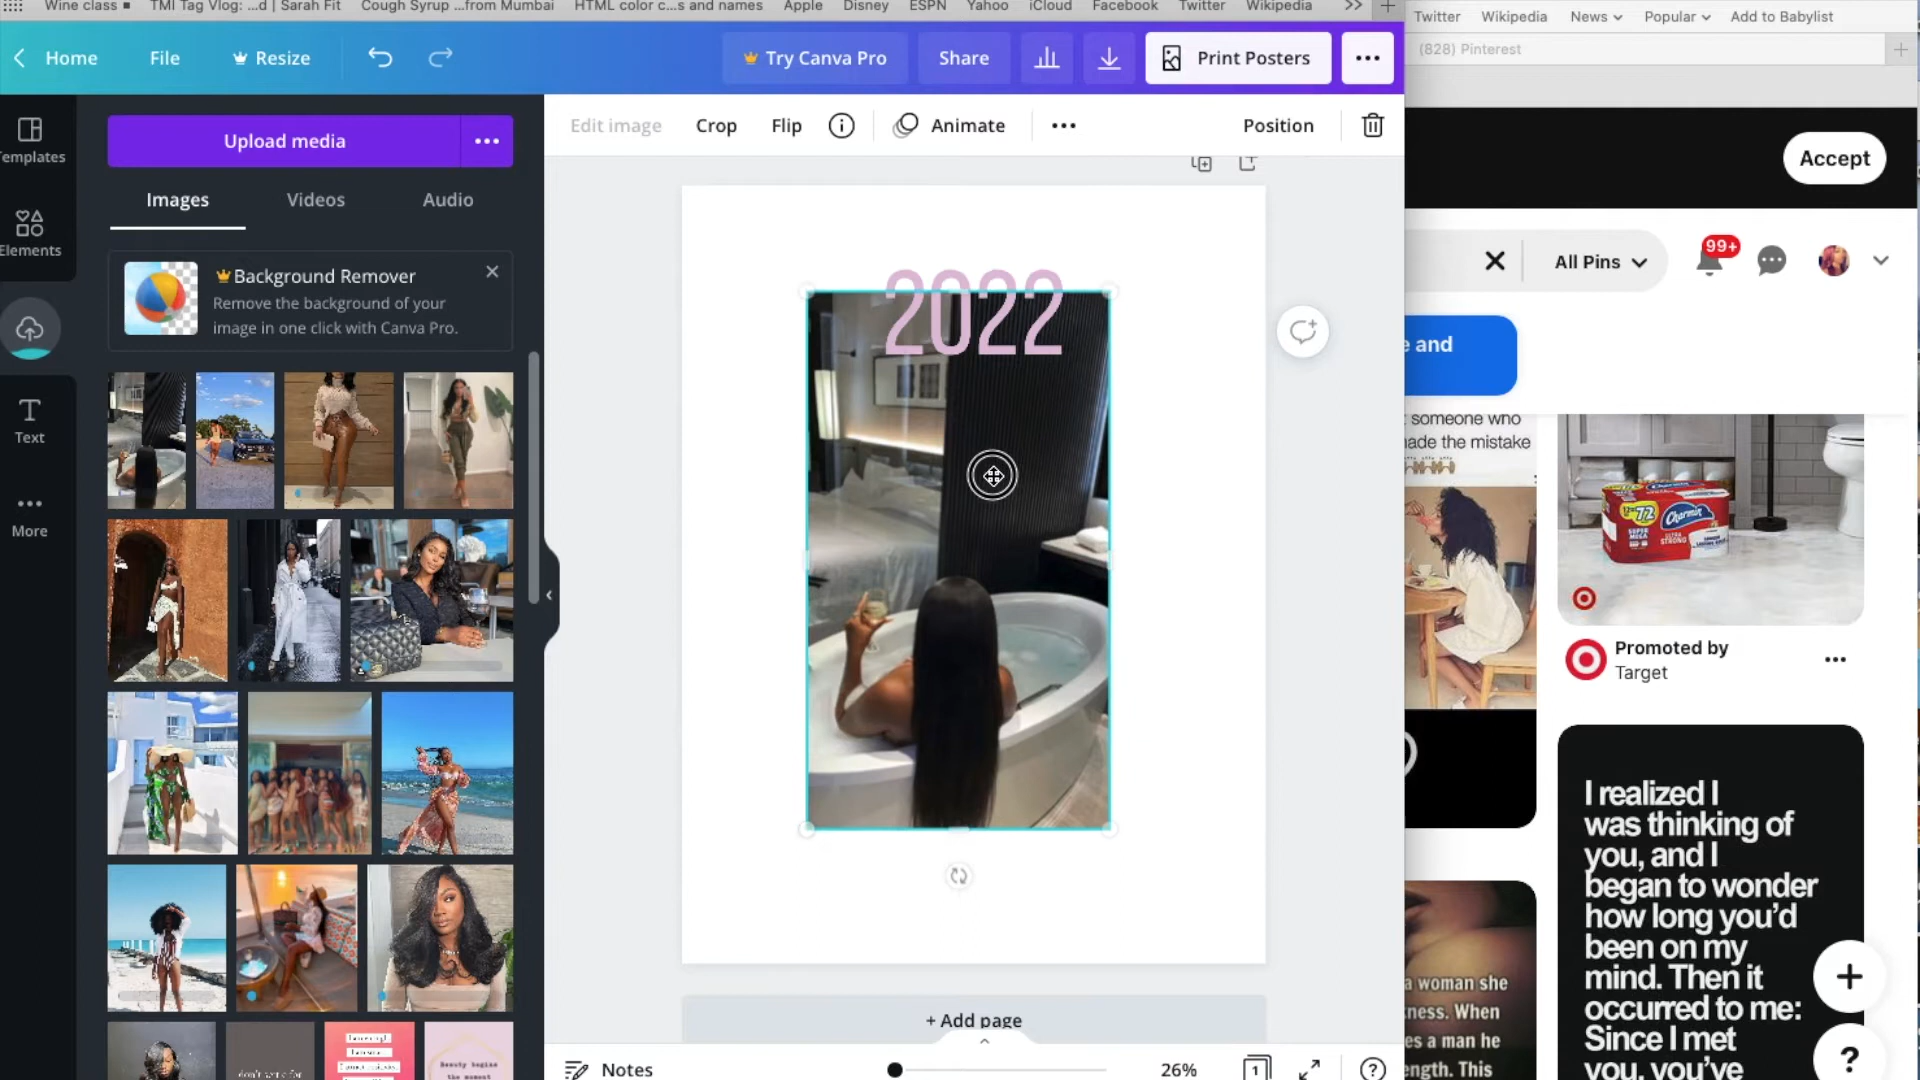 Wine class
TMI Tag Vlog: ...d | Sarah Fit
Cough Syrup ...from Mumbai
HTML color c...s and names
Apple
Disney
ESPN
Yahoo
iCloud
Facebook
Twitter
Wikipedia
Twitter
Wikipedia
News
Popular
Add to Babylist
(828) Pinterest
Home
File
Resize
Try Canva Pro
Share
Print Posters
Edit image
Crop
Flip
Animate
Position
Templates
Elements
Text
More
Upload media
Images
Videos
Audio
Background Remover
Remove the background of your
image in one click with Canva Pro.
2022
+ Add page
Notes
26%
1
?
Accept
All Pins
99+
e and
someone who
ade the mistake
72
Charmin
Promoted by
Target
I realized I
was thinking of
you, and I
began to wonder
how long you'd
been on my
mind. Then it
occurred to me:
Since I met
you, you've
a woman she
ness. When
es a man he
ength. This
?